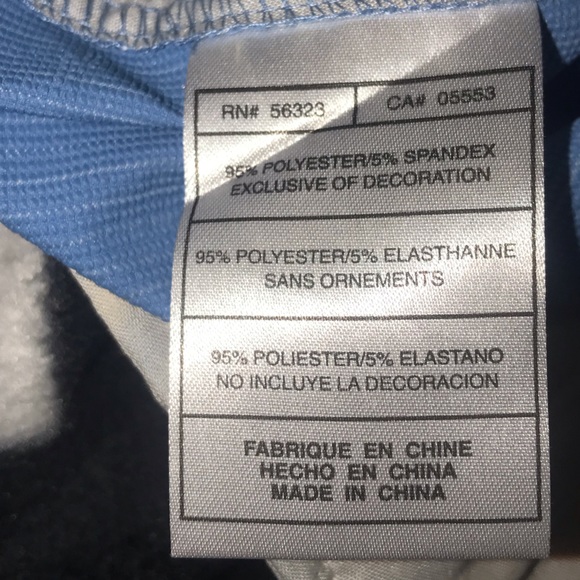 RN# 56323 CA# 05553
95% POLYESTER/5% SPANDEX
EXCLUSIVE OF DECORATION
95% POLYESTER/5% ELASTHANNE
SANS ORNEMENTS
95% POLIESTER/5% ELASTANO
NO INCLUYE LA DECORACION
FABRIQUE EN CHINE
HECHO EN CHINA
MADE IN CHINA